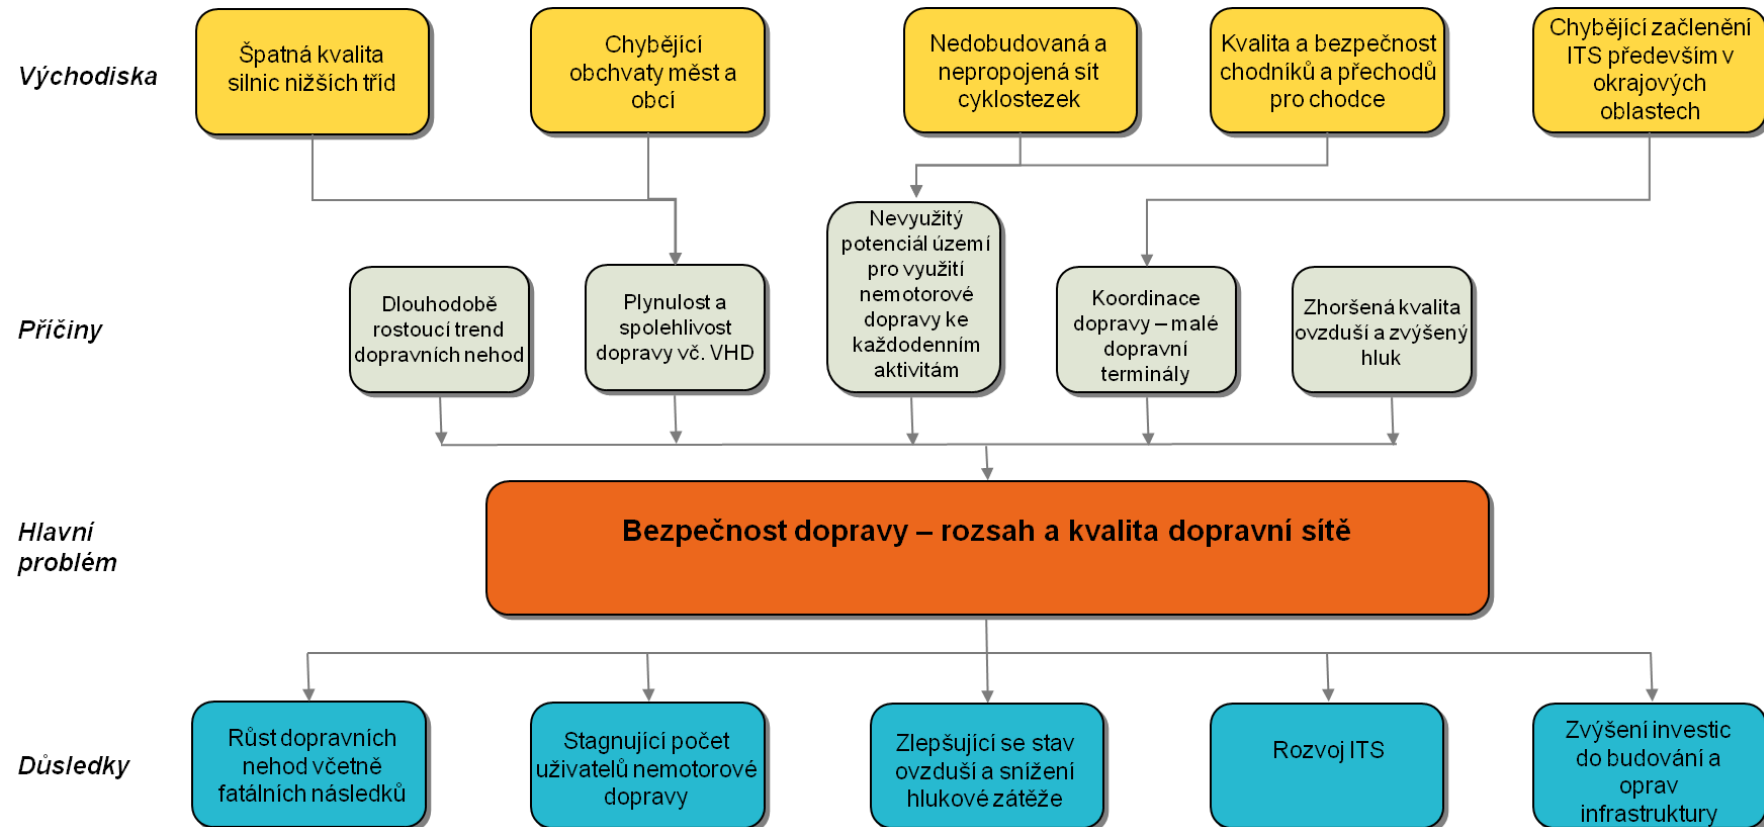 Východiska
Špatná kvalita
silnic nižších tříd
Chybějící
obchvaty měst a
obcí
Nedobudovaná a
nepropojená sít
cyklostezek
Kvalita a bezpečnost
chodníků a přechodů
pro chodce
Chybějící začlenění
ITS především v
okrajových
oblastech
Příčiny
Dlouhodobě
rostoucí trend
dopravních nehod
Plynulost a
spolehlivost
dopravy vč. VHD
Nevyužitý
potenciál území
pro využití
nemotorové
dopravy ke
každodenním
aktivitám
Koordinace
dopravy – malé
dopravní
terminály
Zhoršená kvalita
ovzduší a zvýšený
hluk
Hlavní
problém
Bezpečnost dopravy – rozsah a kvalita dopravní sítě
Důsledky
Růst dopravních
nehod včetně
fatálních následků
Stagnující počet
uživatelů nemotorové
dopravy
Zlepšující se stav
ovzduší a snížení
hlukové zátěže
Rozvoj ITS
Zvýšení investic
do budování a
oprav
infrastruktury